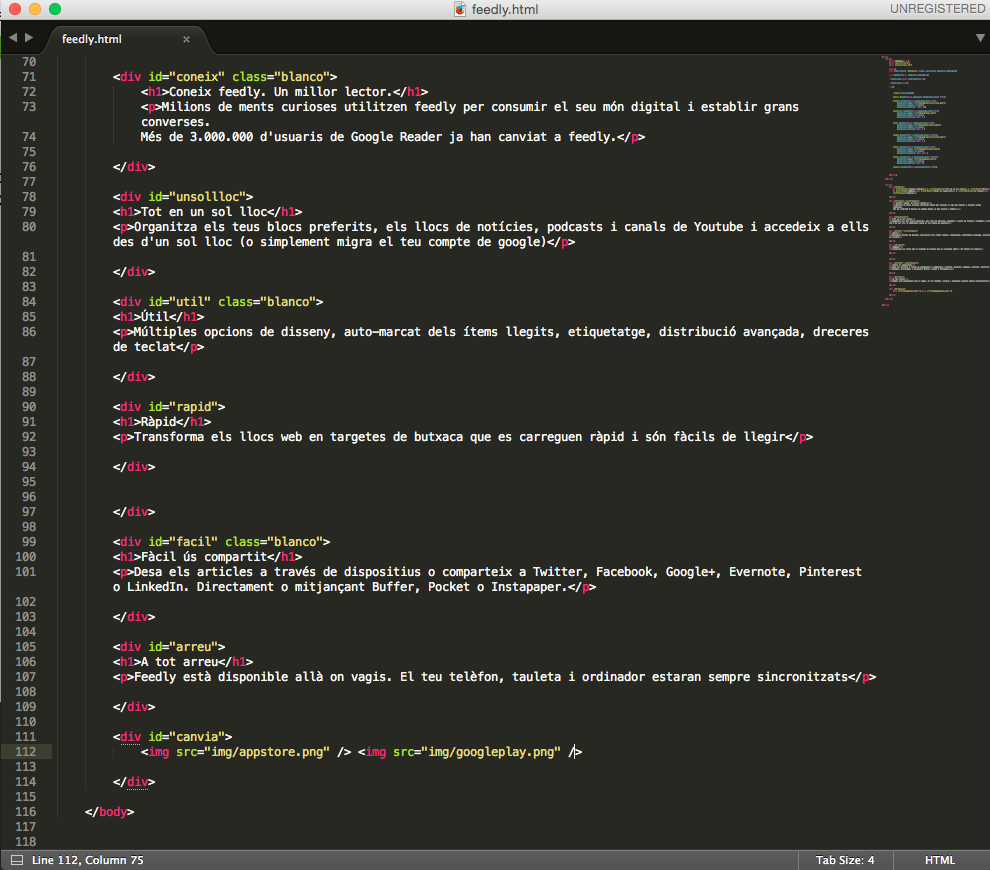 feedly.html
UNREGISTERED
feedly.html ×
70
71 <div id="coneix" class="blanco">
72 <h1>Coneix feedly. Un millor lector.</h1>
73 <p>Milions de ments curioses utilitzen feedly per consumir el seu món digital i establir grans
converses.
74 Més de 3.000.000 d'usuaris de Google Reader ja han canviat a feedly.</p>
75
76 </div>
77
78 <div id="unsollloc">
79 <h1>Tot en un sol lloc</h1>
80 <p>Organitza els teus blocs preferits, els llocs de notícies, podcasts i canals de Youtube i accedeix a ells
des d'un sol lloc (o simplement migra el teu compte de google)</p>
81
82 </div>
83
84 <div id="util" class="blanco">
85 <h1>Útil</h1>
86 <p>Múltiples opcions de disseny, auto-marcat dels ítems llegits, etiquetatge, distribució avançada, dreceres
de teclat</p>
87
88 </div>
89
90 <div id="rapid">
91 <h1>Ràpid</h1>
92 <p>Transforma els llocs web en targetes de butxaca que es carreguen ràpid i són fàcils de llegir</p>
93
94 </div>
95
96
97 </div>
98
99 <div id="facil" class="blanco">
100 <h1>Fàcil ús compartit</h1>
101 <p>Desa els articles a través de dispositius o comparteix a Twitter, Facebook, Google+, Evernote, Pinterest
o LinkedIn. Directament o mitjançant Buffer, Pocket o Instapaper.</p>
102
103 </div>
104
105 <div id="arreu">
106 <h1>A tot arreu</h1>
107 <p>Feedly està disponible allà on vagis. El teu telèfon, tauleta i ordinador estaran sempre sincronitzats</p>
108
109 </div>
110
111 <div id="canvia">
112 <img src="img/appstore.png" /> <img src="img/googleplay.png" />
113
114 </div>
115
116 </body>
117
118
Line 112, Column 75
Tab Size: 4
HTML